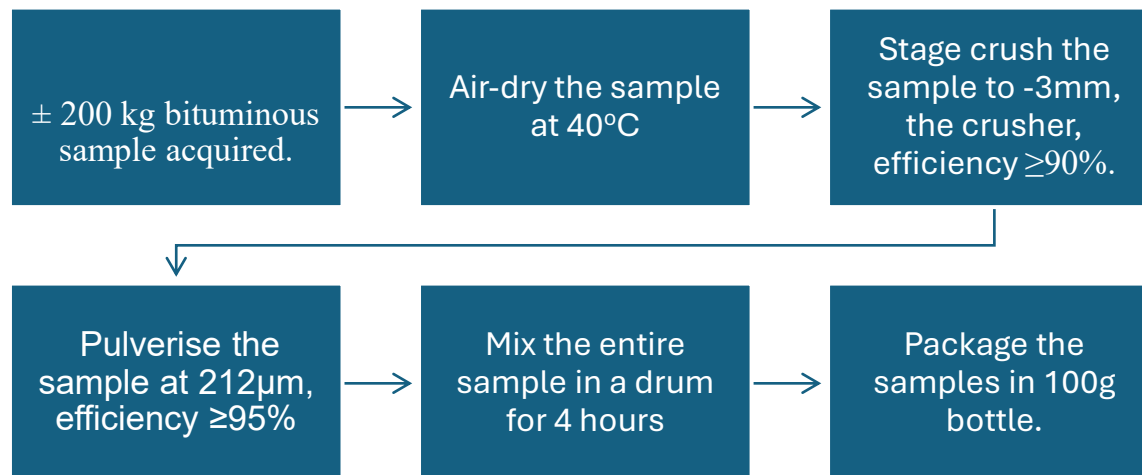 ± 200 kg bituminous
sample acquired.
Air-dry the sample
at 40°C
Stage crush the
sample to -3mm,
the crusher,
efficiency ≥90%.
Pulverise the
sample at 212µm,
efficiency ≥95%
Mix the entire
sample in a drum
for 4 hours
Package the
samples in 100g
bottle.